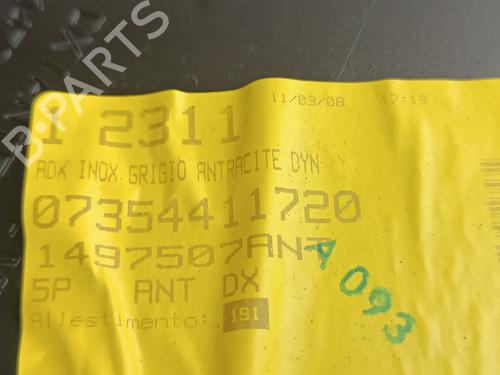 11/03/08 17:19
1 2311
ADX INOX. GRIGIO ANTRACITE DYN
07354411720
1497507ANT
5P ANT DX
Allestimento: 191
A 093
B-PARTS